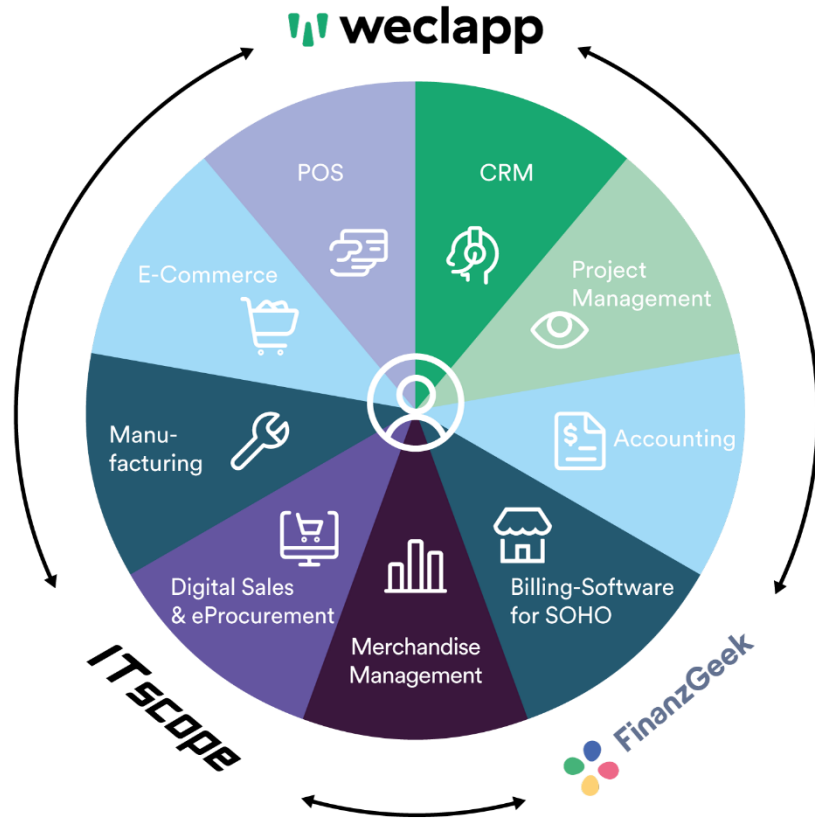 weclapp
POS
CRM
E-Commerce
Project
Management
Manu-
facturing
$
Accounting
Digital Sales
& eProcurement
Billing-Software
for SOHO
Merchandise
Management
ITscope
FinanzGeek